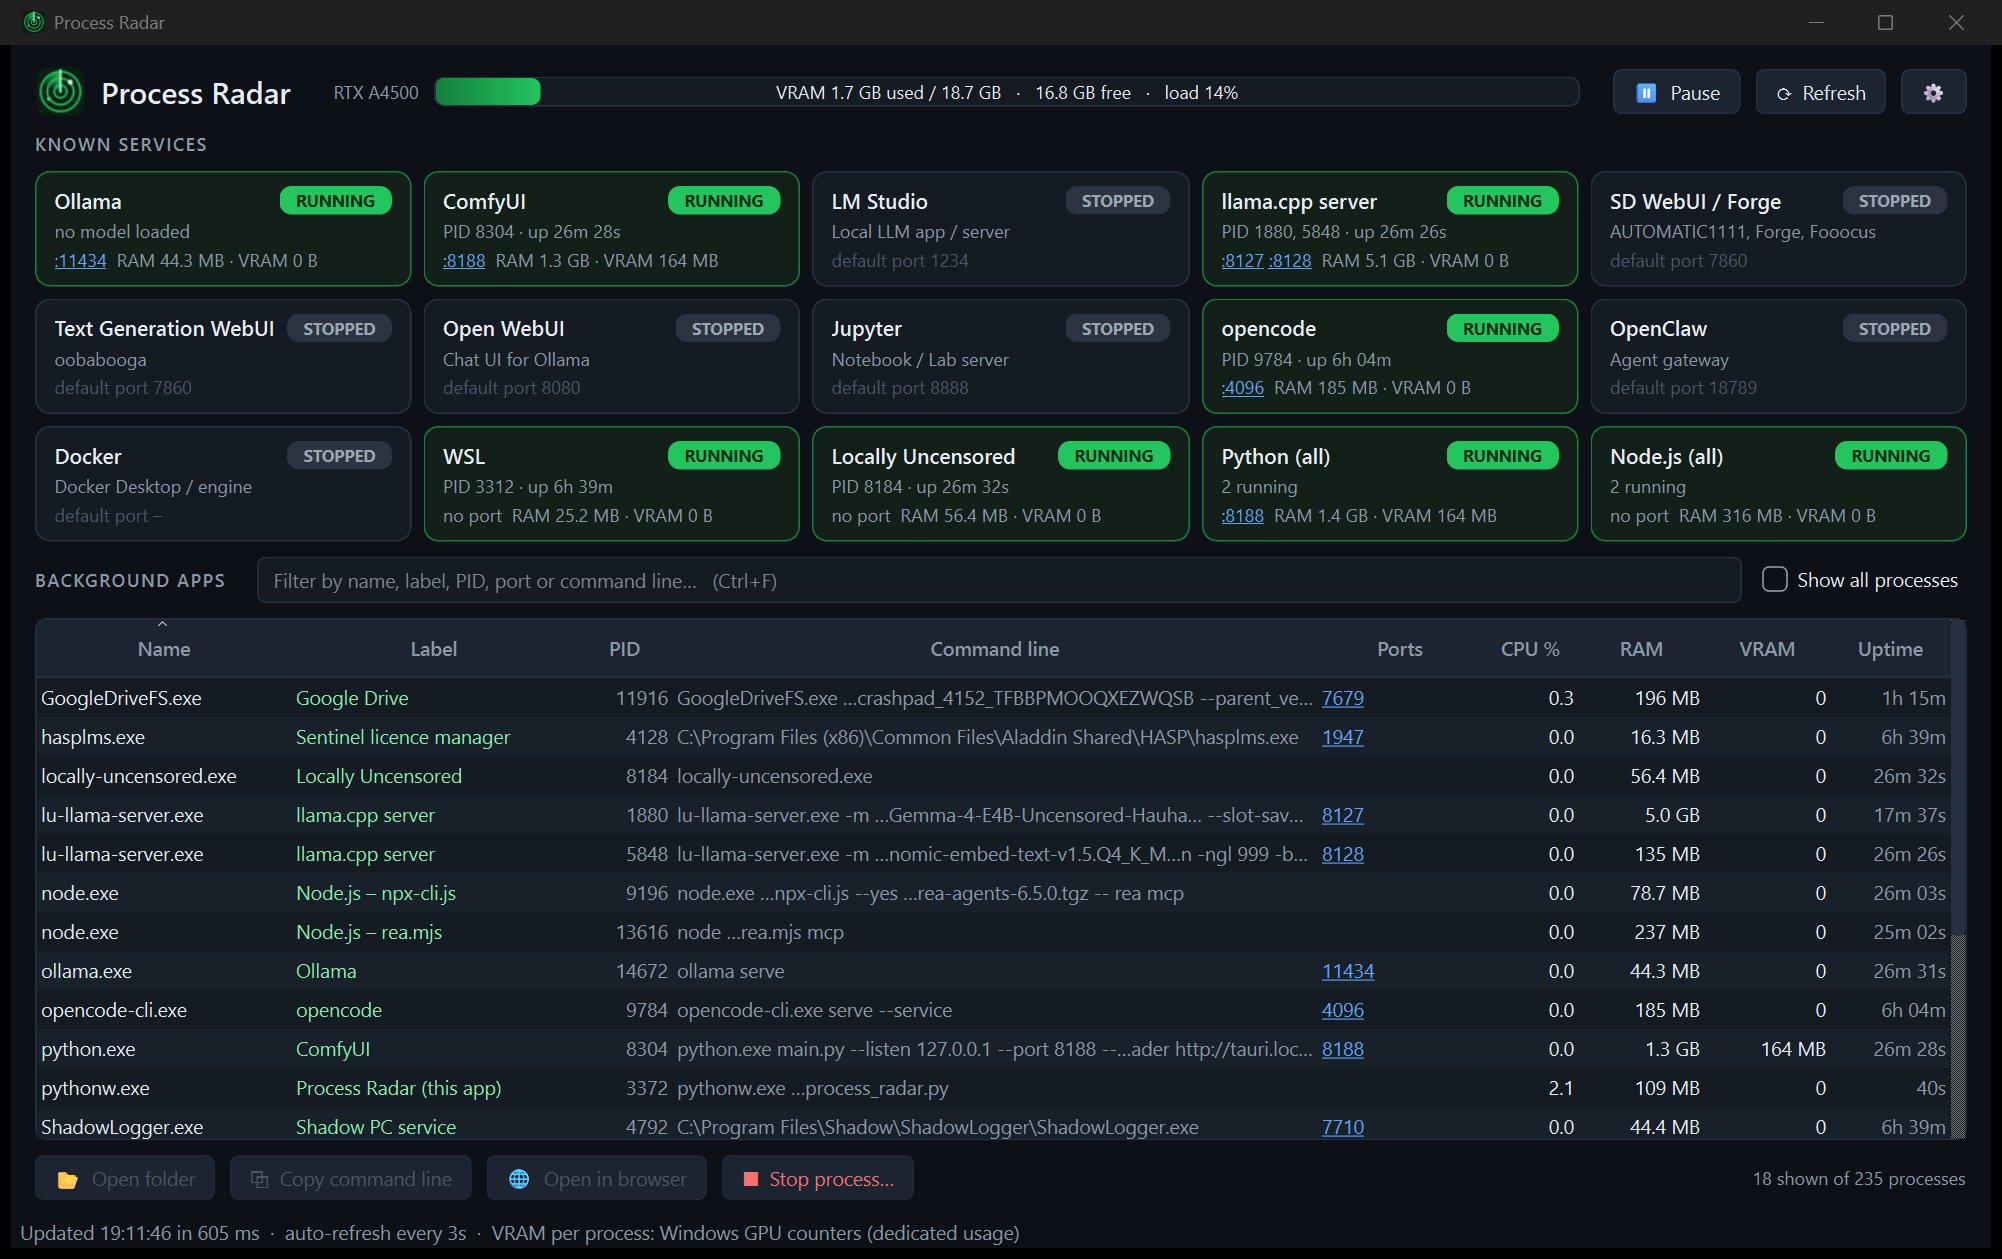 Process Radar
Process Radar RTX A4500 VRAM 1.7 GB used / 18.7 GB · 16.8 GB free · load 14% Pause Refresh
KNOWN SERVICES
Ollama RUNNING
no model loaded
:11434 RAM 44.3 MB · VRAM 0 B
ComfyUI RUNNING
PID 8304 · up 26m 28s
:8188 RAM 1.3 GB · VRAM 164 MB
LM Studio STOPPED
Local LLM app / server
default port 1234
llama.cpp server RUNNING
PID 1880, 5848 · up 26m 26s
:8127 :8128 RAM 5.1 GB · VRAM 0 B
SD WebUI / Forge STOPPED
AUTOMATIC1111, Forge, Fooocus
default port 7860
Text Generation WebUI STOPPED
oobabooga
default port 7860
Open WebUI STOPPED
Chat UI for Ollama
default port 8080
Jupyter STOPPED
Notebook / Lab server
default port 8888
opencode RUNNING
PID 9784 · up 6h 04m
:4096 RAM 185 MB · VRAM 0 B
OpenClaw STOPPED
Agent gateway
default port 18789
Docker STOPPED
Docker Desktop / engine
default port –
WSL RUNNING
PID 3312 · up 6h 39m
no port RAM 25.2 MB · VRAM 0 B
Locally Uncensored RUNNING
PID 8184 · up 26m 32s
no port RAM 56.4 MB · VRAM 0 B
Python (all) RUNNING
2 running
:8188 RAM 1.4 GB · VRAM 164 MB
Node.js (all) RUNNING
2 running
no port RAM 316 MB · VRAM 0 B
BACKGROUND APPS Filter by name, label, PID, port or command line... (Ctrl+F) Show all processes
Name Label PID Command line Ports CPU % RAM VRAM Uptime
GoogleDriveFS.exe Google Drive 11916 GoogleDriveFS.exe ...crashpad_4152_TFBBPMOOQXEZWQSB --parent_ve... 7679 0.3 196 MB 0 1h 15m
hasplms.exe Sentinel licence manager 4128 C:\Program Files (x86)\Common Files\Aladdin Shared\HASP\hasplms.exe 1947 0.0 16.3 MB 0 6h 39m
locally-uncensored.exe Locally Uncensored 8184 locally-uncensored.exe 0.0 56.4 MB 0 26m 32s
lu-llama-server.exe llama.cpp server 1880 lu-llama-server.exe -m ...Gemma-4-E4B-Uncensored-Hauha... --slot-sav... 8127 0.0 5.0 GB 0 17m 37s
lu-llama-server.exe llama.cpp server 5848 lu-llama-server.exe -m ...nomic-embed-text-v1.5.Q4_K_M...n -ngl 999 -b... 8128 0.0 135 MB 0 26m 26s
node.exe Node.js – npx-cli.js 9196 node.exe ...npx-cli.js --yes ...rea-agents-6.5.0.tgz -- rea mcp 0.0 78.7 MB 0 26m 03s
node.exe Node.js – rea.mjs 13616 node ...rea.mjs mcp 0.0 237 MB 0 25m 02s
ollama.exe Ollama 14672 ollama serve 11434 0.0 44.3 MB 0 26m 31s
opencode-cli.exe opencode 9784 opencode-cli.exe serve --service 4096 0.0 185 MB 0 6h 04m
python.exe ComfyUI 8304 python.exe main.py --listen 127.0.0.1 --port 8188 --...ader http://tauri.loc... 8188 0.0 1.3 GB 164 MB 26m 28s
pythonw.exe Process Radar (this app) 3372 pythonw.exe ...process_radar.py 2.1 109 MB 0 40s
ShadowLogger.exe Shadow PC service 4792 C:\Program Files\Shadow\ShadowLogger\ShadowLogger.exe 7710 0.0 44.4 MB 0 6h 39m
Open folder Copy command line Open in browser Stop process... 18 shown of 235 processes
Updated 19:11:46 in 605 ms · auto-refresh every 3s · VRAM per process: Windows GPU counters (dedicated usage)